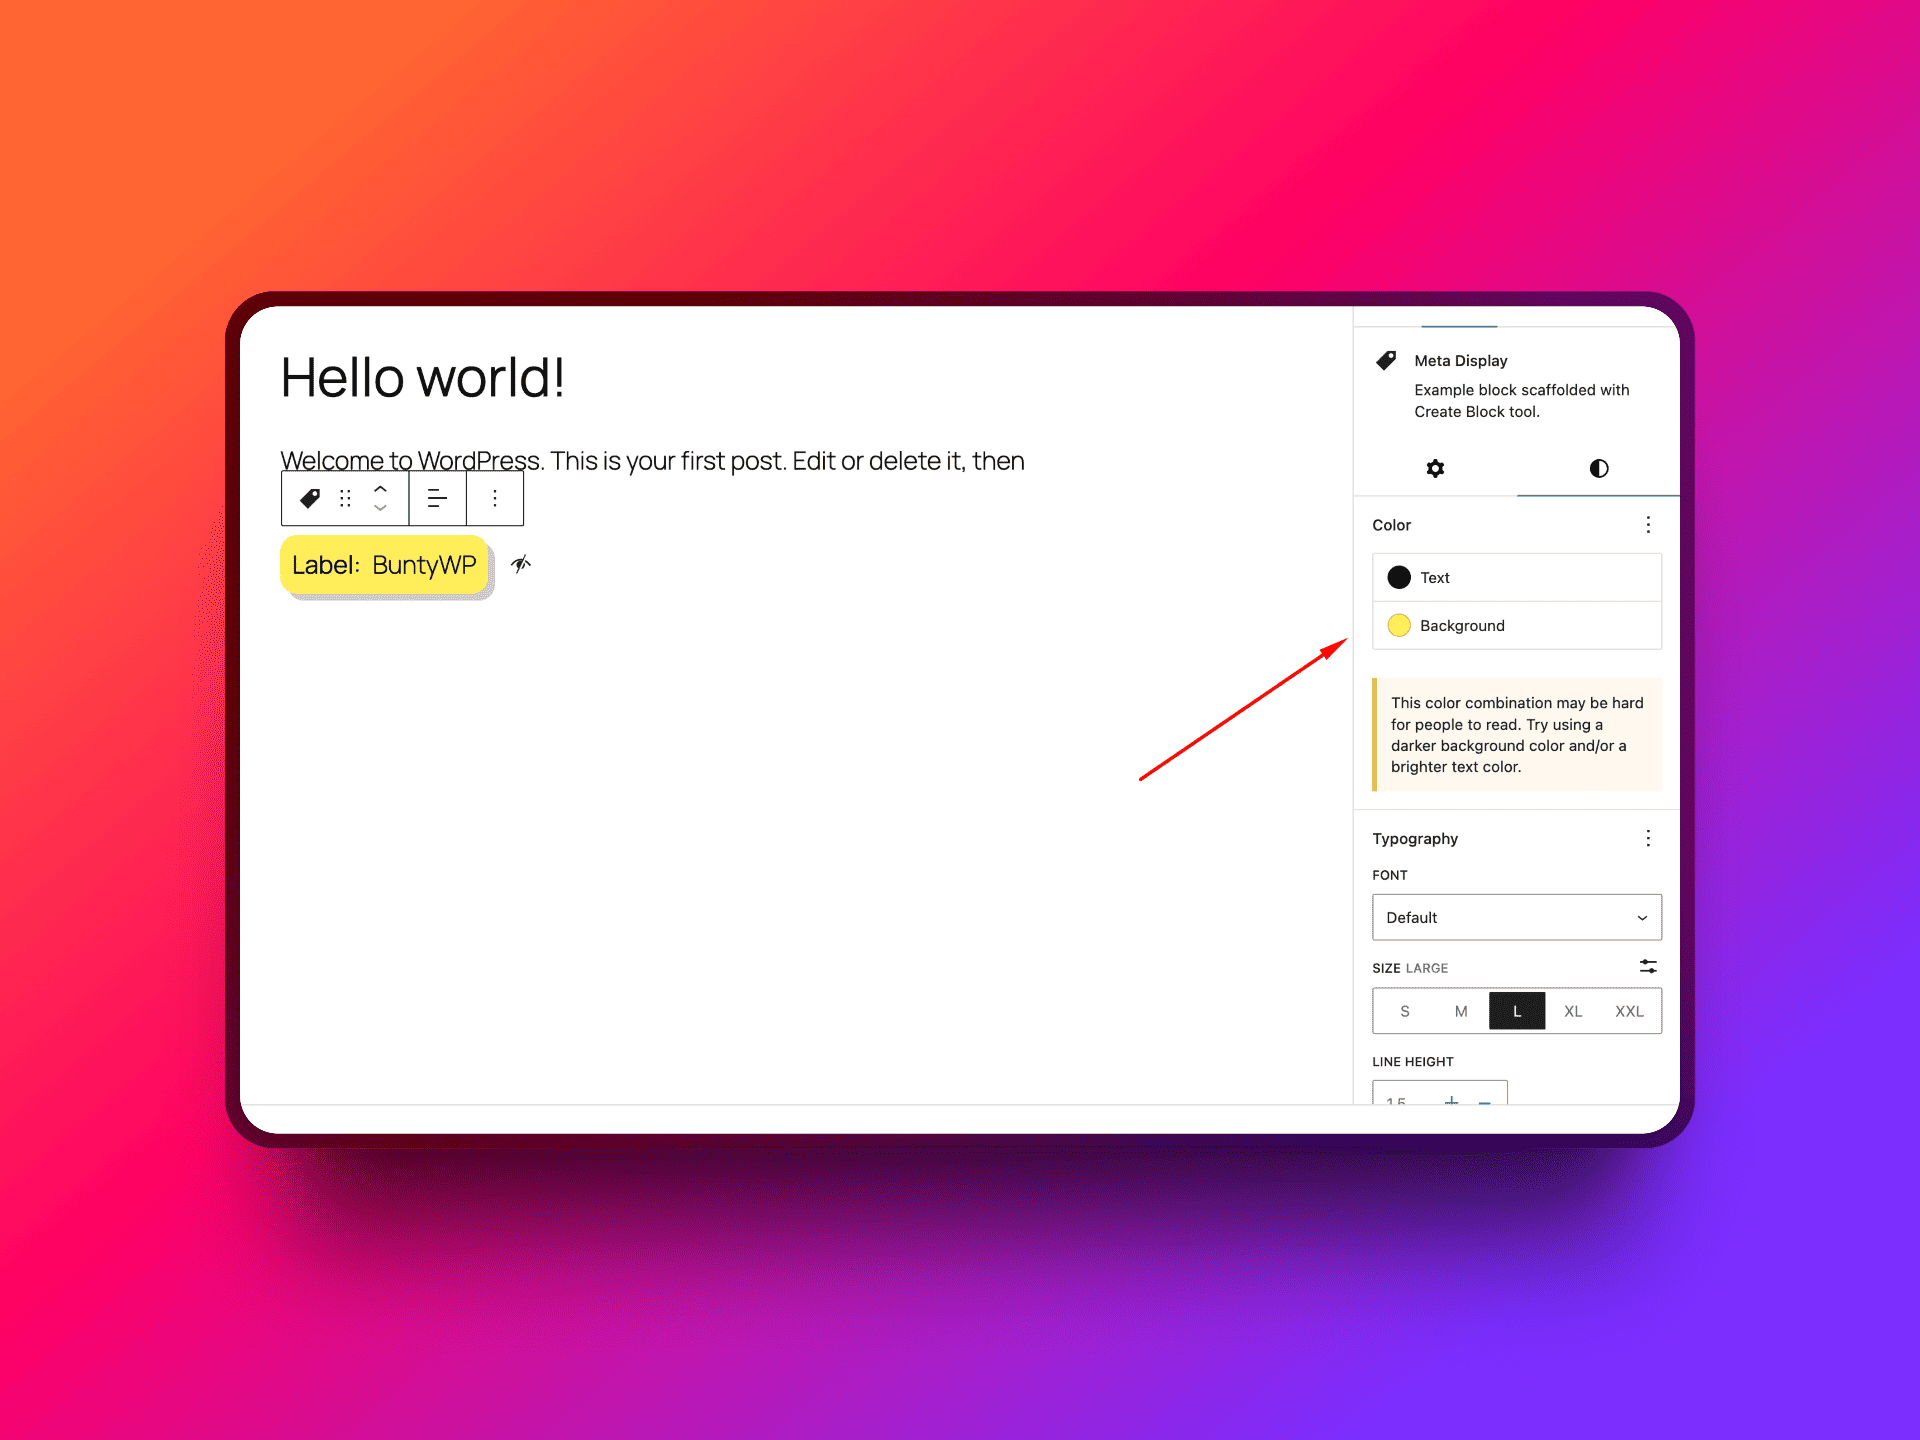 Hello world!
Welcome to WordPress. This is your first post. Edit or delete it, then
Label: BuntyWP
Meta Display
Example block scaffolded with
Create Block tool.
Color
Text
Background
This color combination may be hard
for people to read. Try using a
darker background color and/or a
brighter text color.
Typography
FONT
Default
SIZE LARGE
S M L XL XXL
LINE HEIGHT
1.5